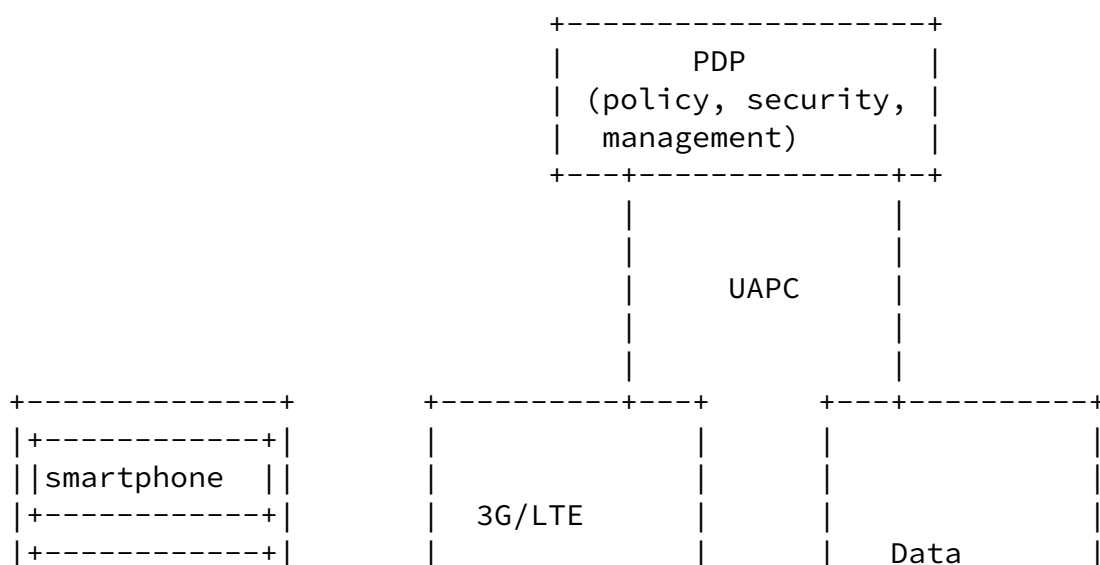 PDP
(policy, security,
management)
UAPC
smartphone
3G/LTE
Data